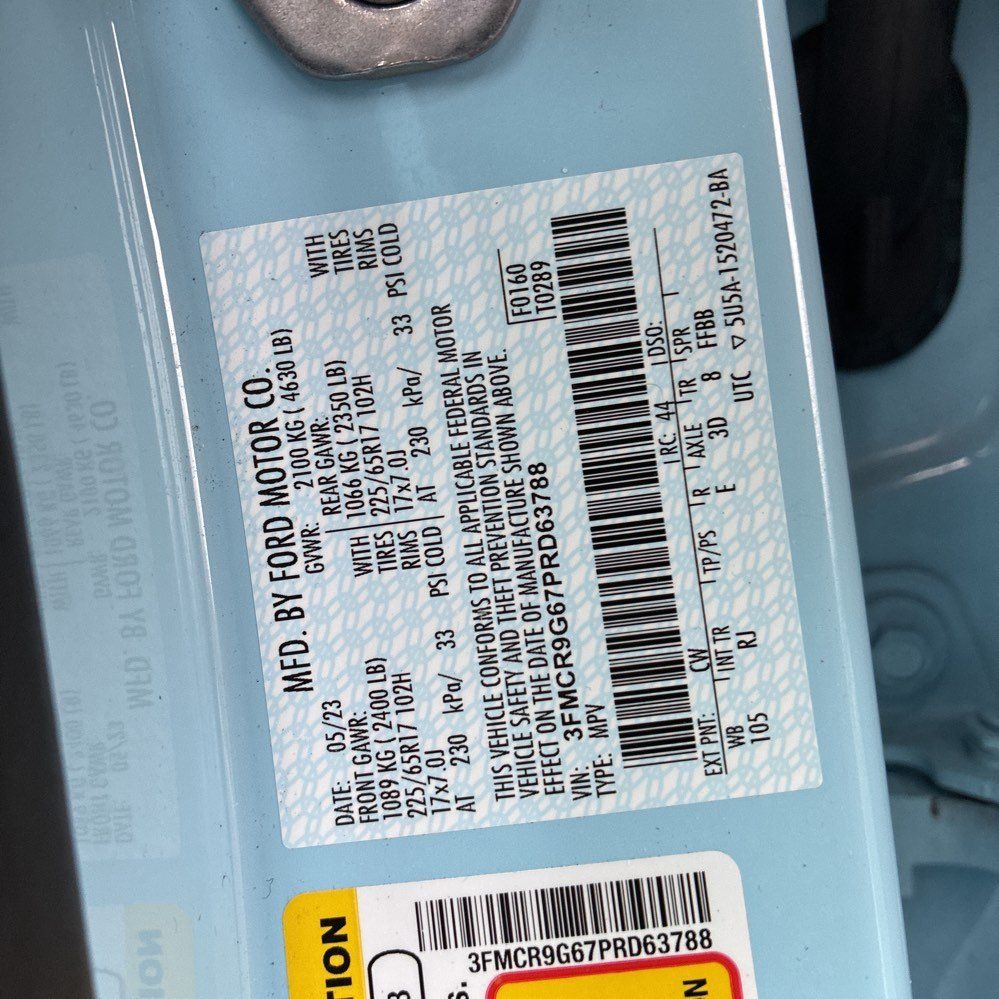 MFD. BY FORD MOTOR CO.
DATE: 05/23
GVWR: 2100 KG ( 4630 LB)
FRONT GAWR:
REAR GAWR:
1089 KG ( 2400 LB)
WITH
1066 KG ( 2350 LB)
WITH
225/65R17 102H
TIRES
225/65R17 102H
TIRES
17x7.0J
RIMS
17x7.0J
RIMS
AT 230 kPa/ 33 PSI COLD
AT 230 kPa/ 33 PSI COLD
THIS VEHICLE CONFORMS TO ALL APPLICABLE FEDERAL MOTOR
VEHICLE SAFETY AND THEFT PREVENTION STANDARDS IN
EFFECT ON THE DATE OF MANUFACTURE SHOWN ABOVE.
F0160
T0289
VIN: 3FMCR9G67PRD63788
TYPE: MPV
EXT PNT: CW RC: 44 DSO:
WB INT TR TP/PS R AXLE TR SPR
105 RJ E 3D 8 FFBB
UTC ▽ 5U5A-1520472-BA
TION
3FMCR9G67PRD63788